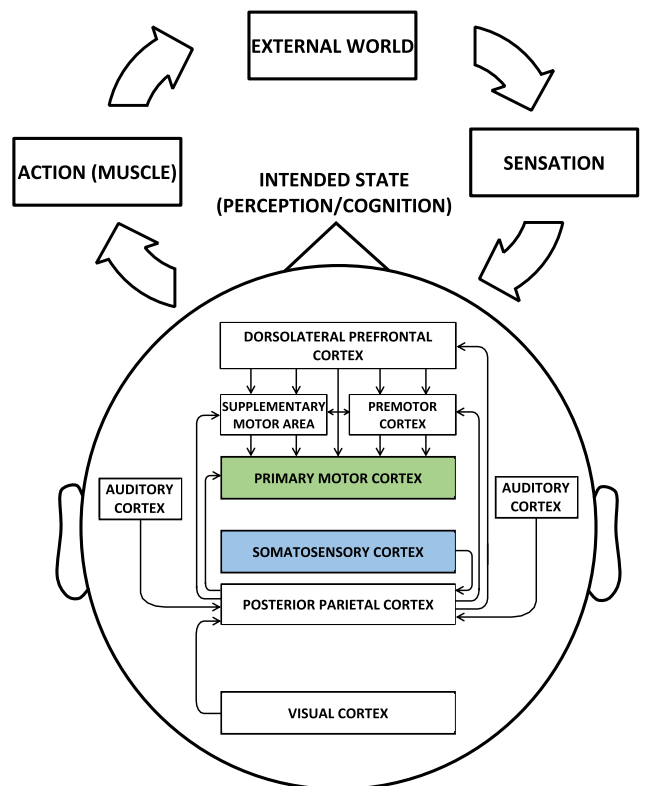 EXTERNAL WORLD
ACTION (MUSCLE)
SENSATION
INTENDED STATE
(PERCEPTION/COGNITION)
DORSOLATERAL PREFRONTAL
CORTEX
SUPPLEMENTARY
MOTOR AREA
PREMOTOR
CORTEX
PRIMARY MOTOR CORTEX
AUDITORY
CORTEX
AUDITORY
CORTEX
SOMATOSENSORY CORTEX
POSTERIOR PARIETAL CORTEX
VISUAL CORTEX